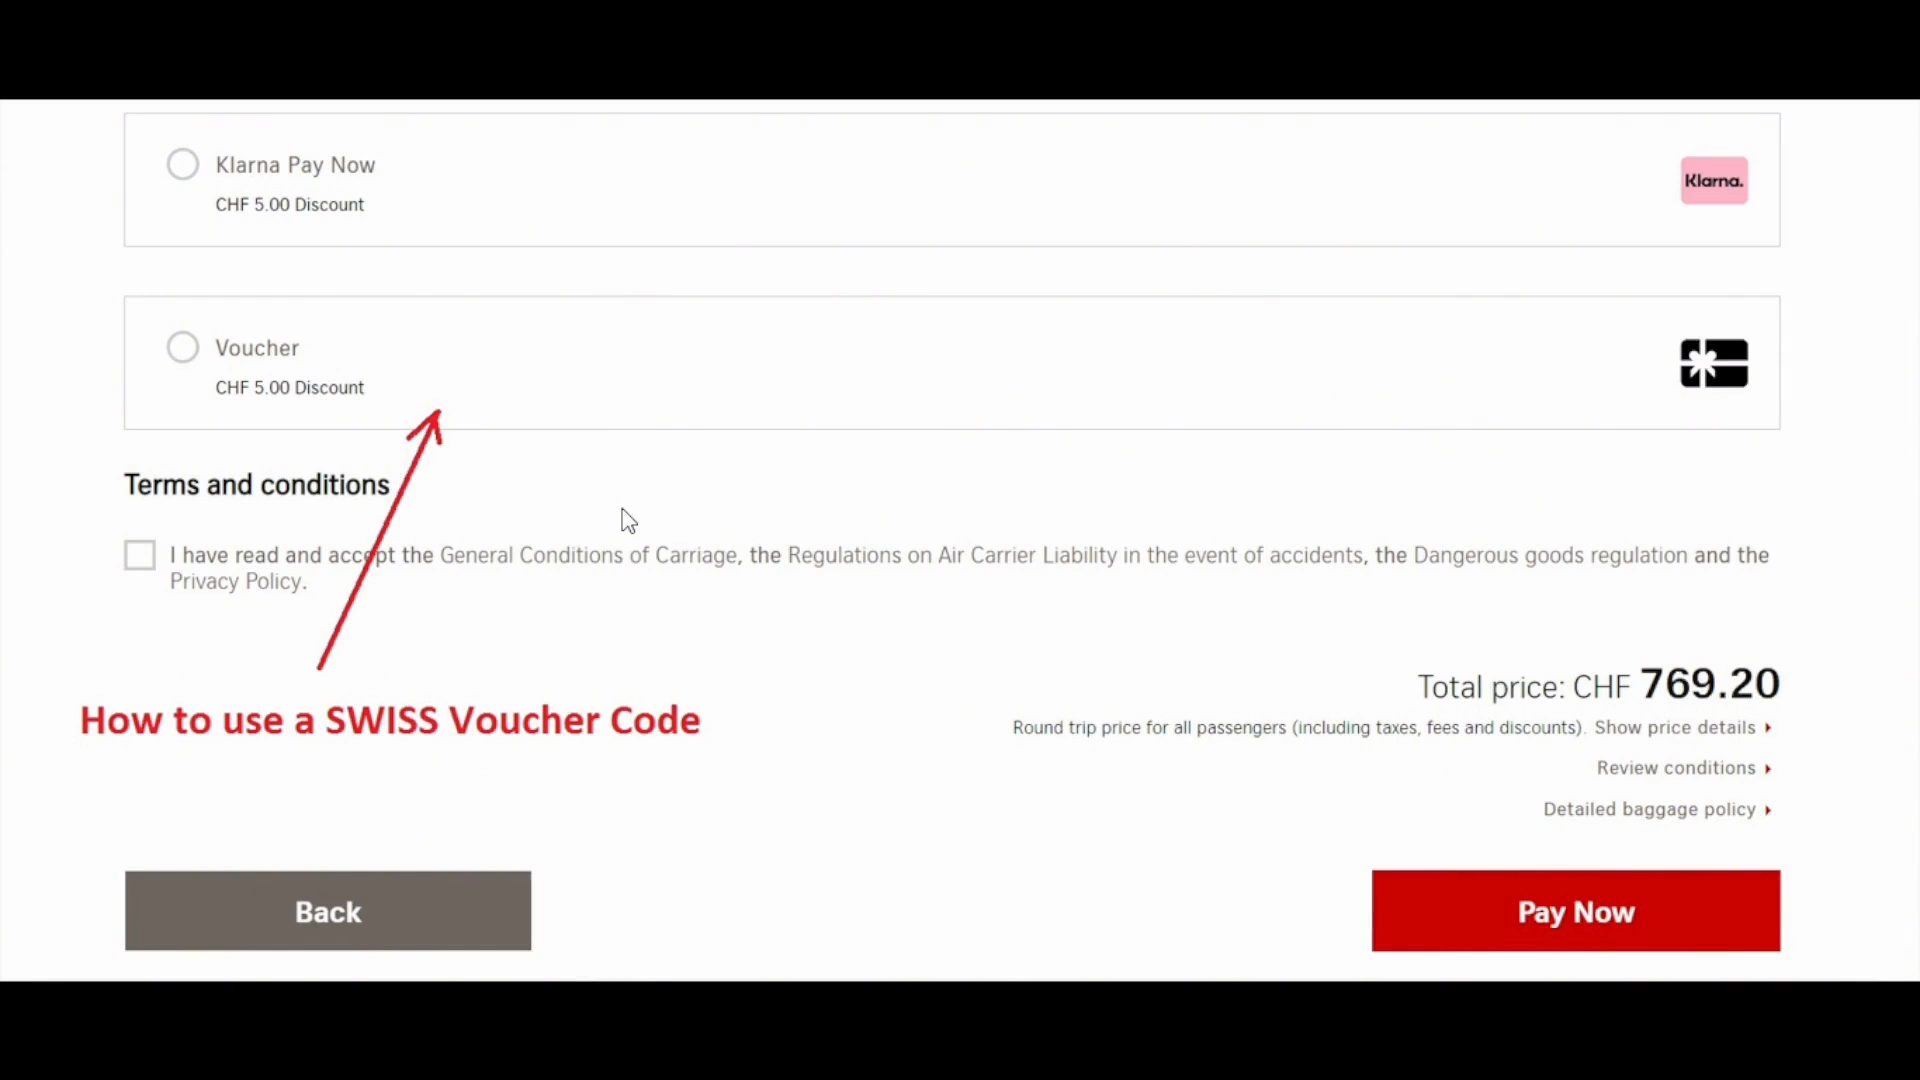 Klarna Pay Now
CHF 5.00 Discount
Klarna.
Voucher
CHF 5.00 Discount
Terms and conditions
I have read and accept the General Conditions of Carriage, the Regulations on Air Carrier Liability in the event of accidents, the Dangerous goods regulation and the
Privacy Policy.
How to use a SWISS Voucher Code
Total price: CHF 769.20
Round trip price for all passengers (including taxes, fees and discounts). Show price details
Review conditions
Detailed baggage policy
Back
Pay Now